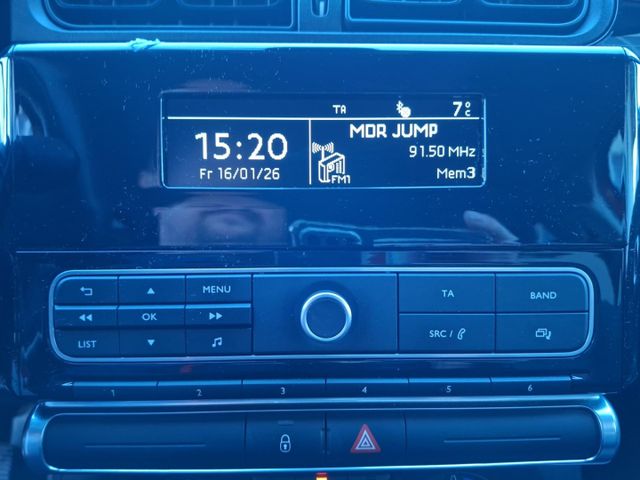 TA 7°C
15:20 MDR JUMP
91.50 MHz
Fr 16/01/26 FM1 Mem3
MENU TA BAND
OK
LIST SRC /
1 2 3 4 5 6